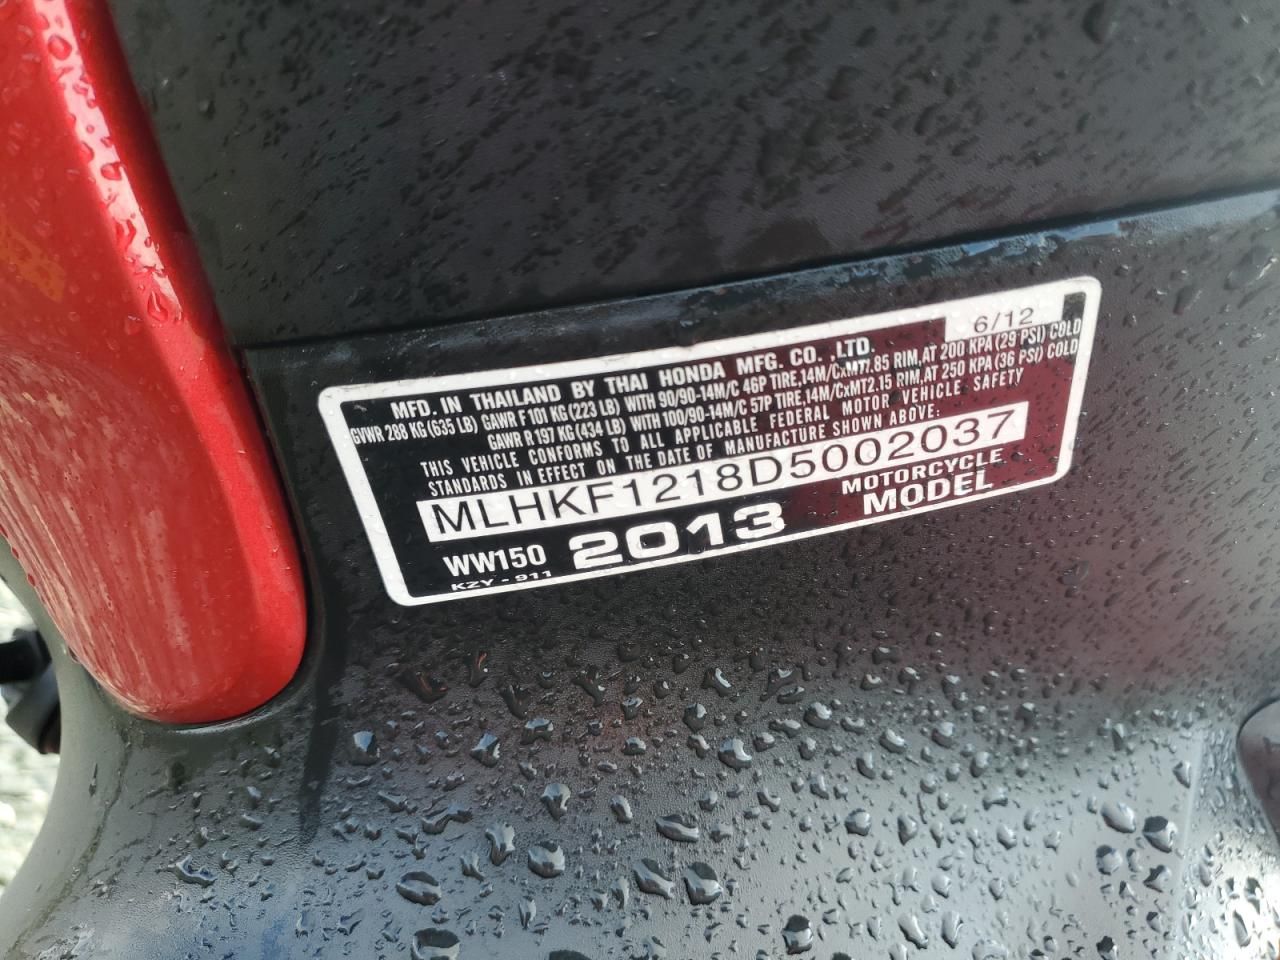 6/12
MFD. IN THAILAND BY THAI HONDA MFG. CO. ,LTD.
GVWR 288 KG (635 LB) GAWR F 101 KG (223 LB) WITH 90/90-14M/C 46P TIRE,14M/CxMT1.85 RIM,AT 200 KPA (29 PSI) COLD
GAWR R 197 KG (434 LB) WITH 100/90-14M/C 57P TIRE,14M/CxMT2.15 RIM,AT 250 KPA (36 PSI) COLD
THIS VEHICLE CONFORMS TO ALL APPLICABLE FEDERAL MOTOR VEHICLE SAFETY
STANDARDS IN EFFECT ON THE DATE OF MANUFACTURE SHOWN ABOVE:
MLHKF1218D5002037
WW150 2013 MOTORCYCLE
MODEL
KZY - 911